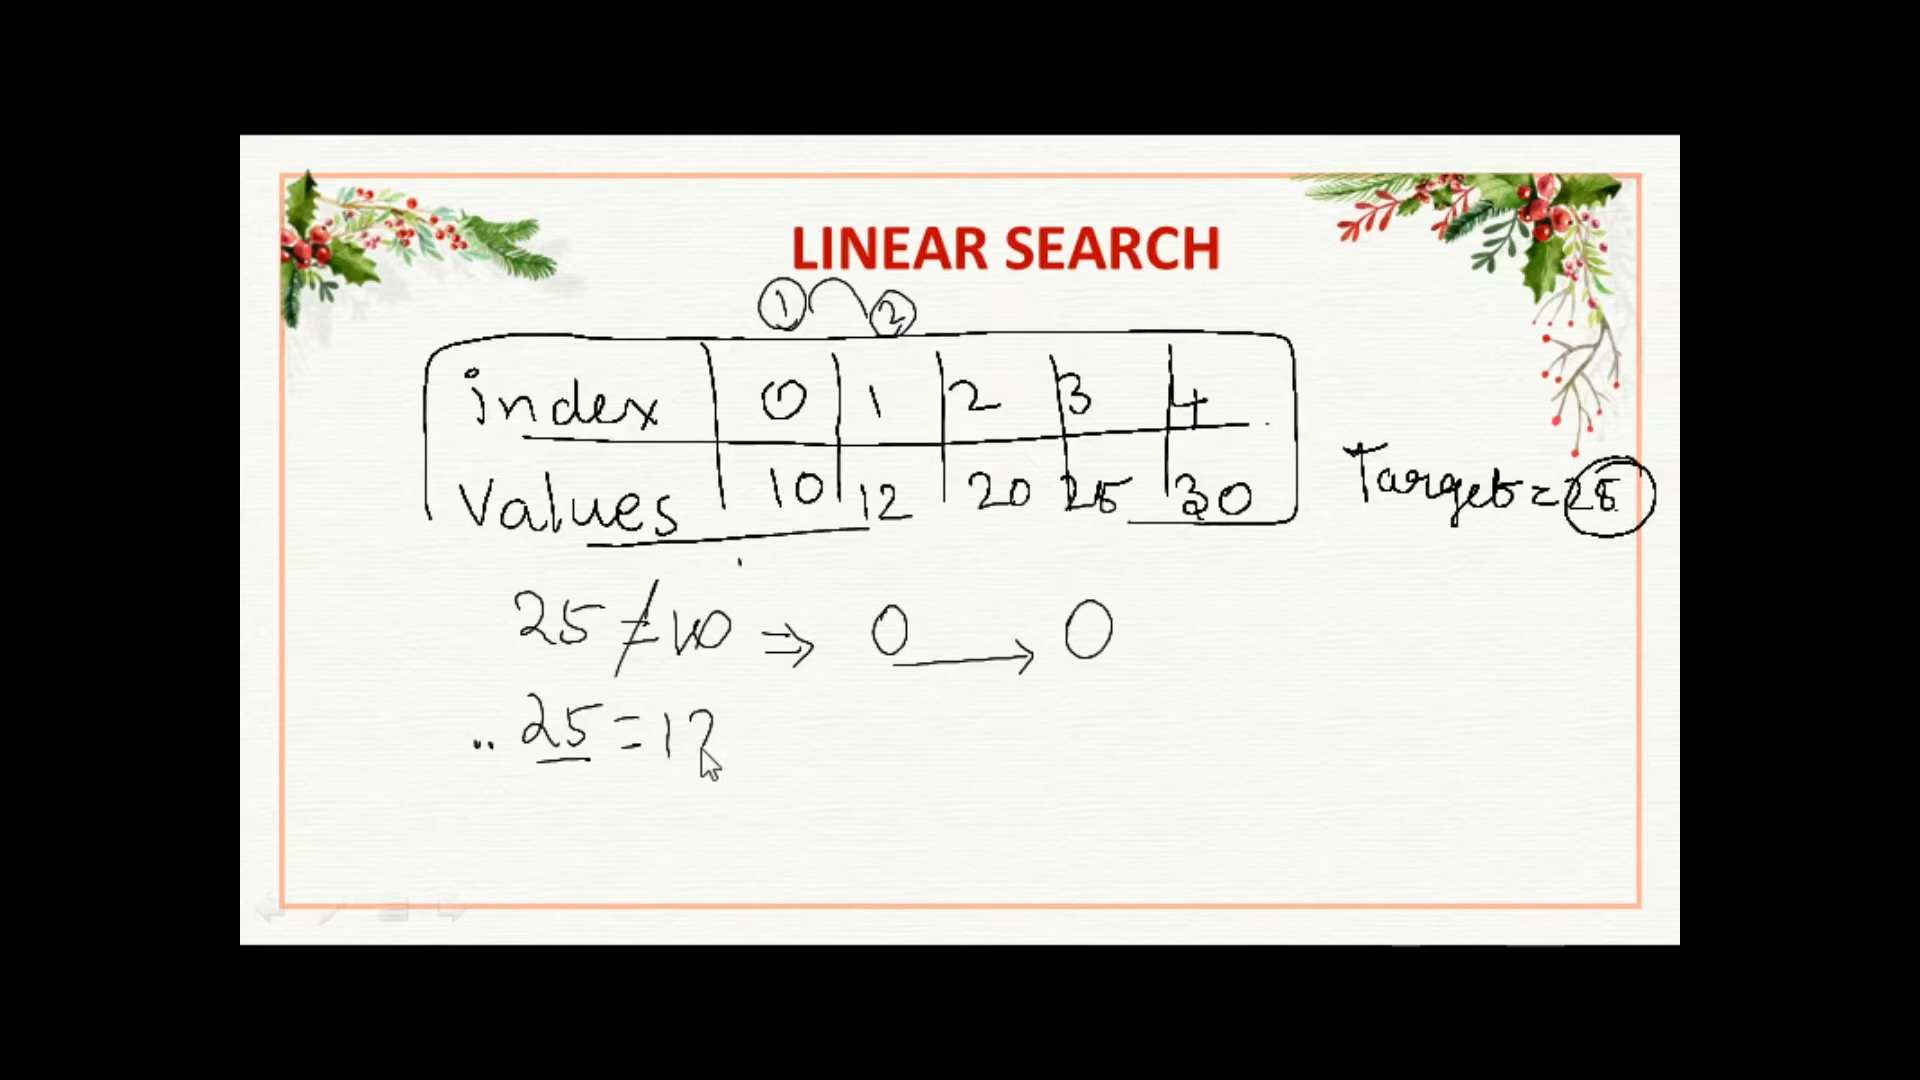 LINEAR SEARCH
1 2
index 0 1 2 3 4
Values 10 12 20 25 30
Target = 25
25 ≠ 10 ⇒ 0 → 0
.. 25 = 12